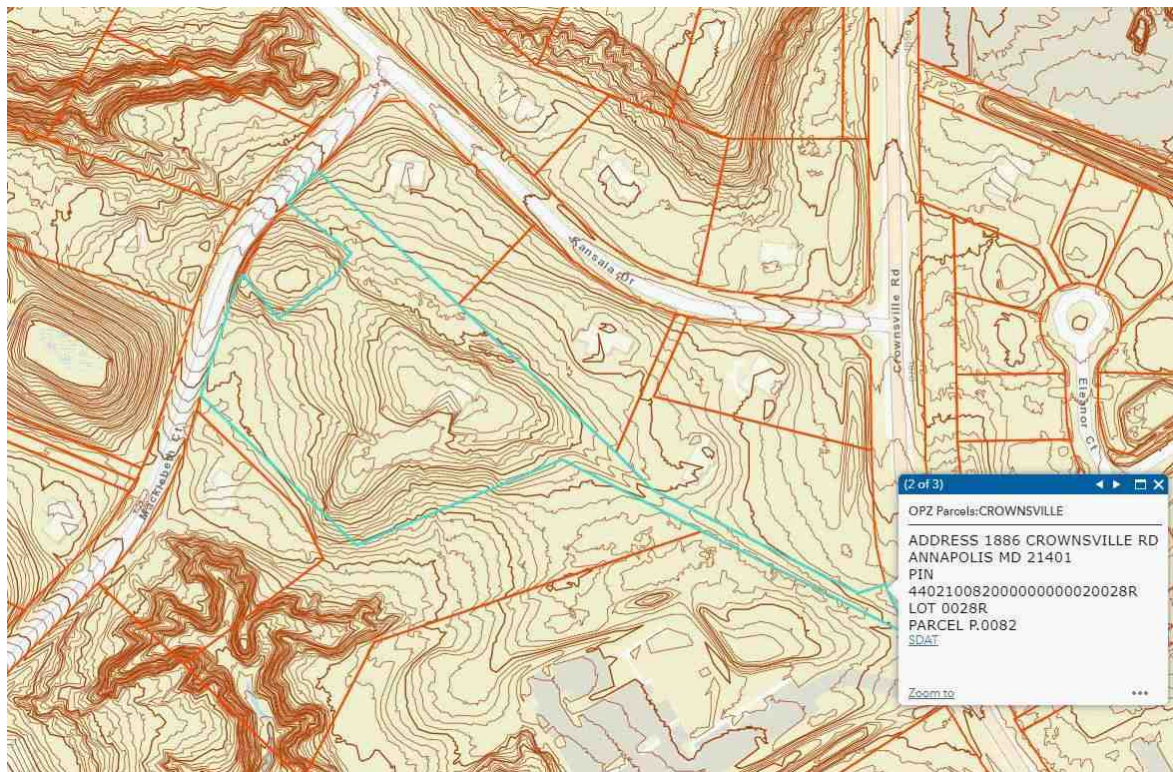 Kansala Dr
Crownsville Rd
Eleanor Ct
Mackiebeth Ct
(2 of 3)
OPZ Parcels:CROWNSVILLE
ADDRESS 1886 CROWNSVILLE RD
ANNAPOLIS MD 21401
PIN
440210082000000000020028R
LOT 0028R
PARCEL P.0082
SDAT
Zoom to